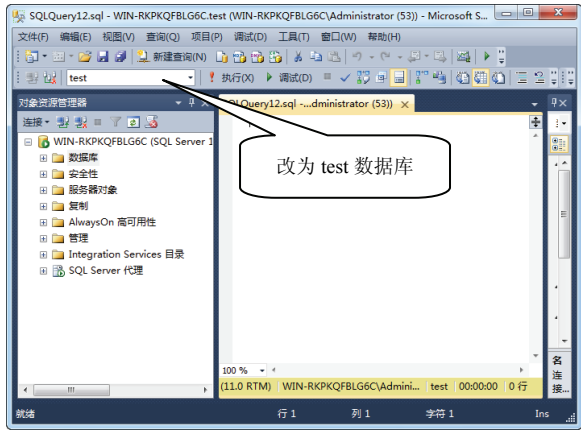 SQLQuery12.sql - WIN-RKPKQFBLG6C.test (WIN-RKPKQFBLG6C\Administrator (53)) - Microsoft S...
文件(F) 编辑(E) 视图(V) 查询(Q) 项目(P) 调试(D) 工具(T) 窗口(W) 帮助(H)
新建查询(N)
test
执行(X) 调试(D)
对象资源管理器
SQLQuery12.sql -...dministrator (53))
连接
WIN-RKPKQFBLG6C (SQL Server 1
数据库
安全性
服务器对象
复制
AlwaysOn 高可用性
管理
Integration Services 目录
SQL Server 代理
改为 test 数据库
100 %
(11.0 RTM) WIN-RKPKQFBLG6C\Admini... test 00:00:00 0 行
名
连
接...
就绪 行 1 列 1 字符 1 Ins